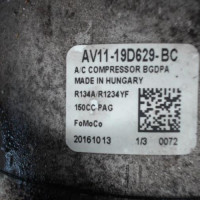 AV11-19D629-BC
A/C COMPRESSOR BGDPA
MADE IN HUNGARY
R134A/R1234YF
150CC PAG
FoMoCo
20161013 1/3 0072